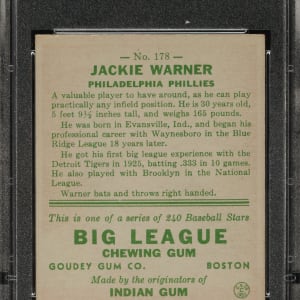 — No. 178 —
JACKIE WARNER
PHILADELPHIA PHILLIES
A valuable player to have around, as he can play
practically any infield position. He is 30 years old,
5 feet 9½ inches tall, and weighs 165 pounds.
He was born in Evansville, Ind., and began his
professional career with Waynesboro in the Blue
Ridge League 18 years later.
He got his first big league experience with the
Detroit Tigers in 1925, batting .333 in 10 games.
He also played with Brooklyn in the National
League.
Warner bats and throws right handed.
This is one of a series of 240 Baseball Stars
BIG LEAGUE
CHEWING GUM
GOUDEY GUM CO. BOSTON
Made by the originators of
INDIAN GUM